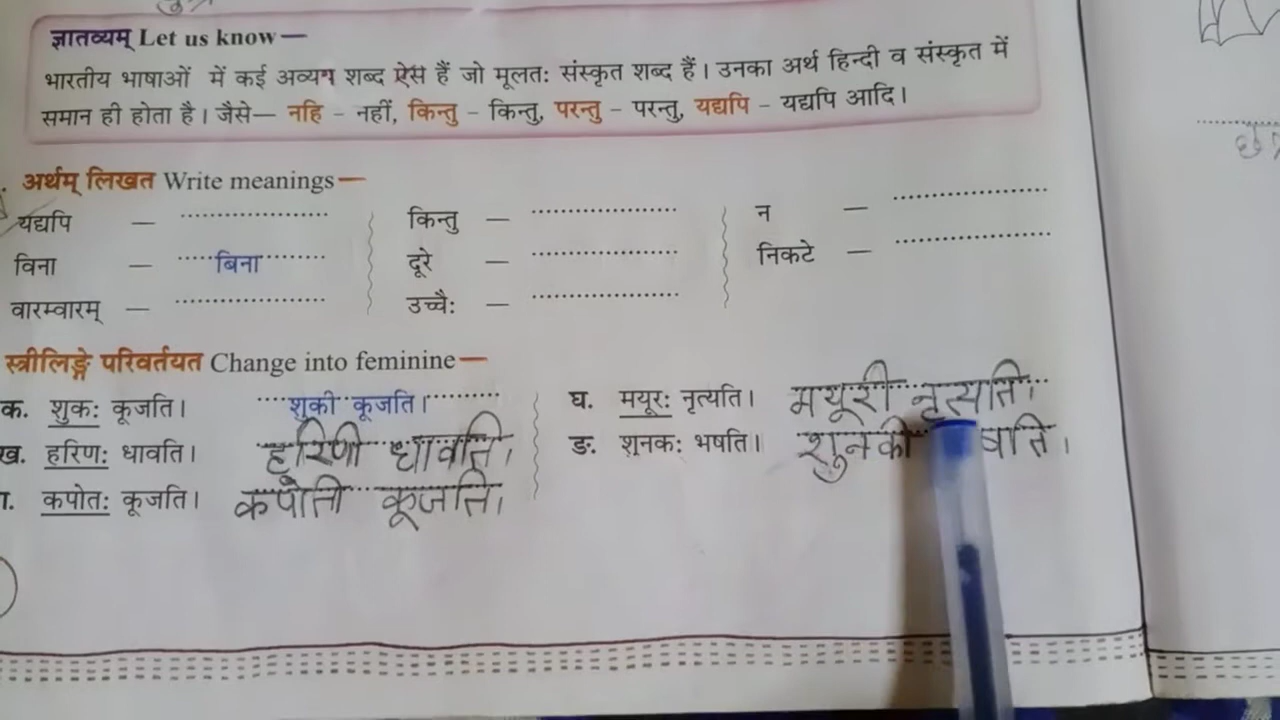 ज्ञातव्यम् Let us know—
भारतीय भाषाओं में कई अव्यय शब्द ऐसे हैं जो मूलत: संस्कृत शब्द हैं। उनका अर्थ हिन्दी व संस्कृत में
समान ही होता है। जैसे— नहि – नहीं, किन्तु – किन्तु, परन्तु – परन्तु, यद्यपि – यद्यपि आदि।
अर्थम् लिखत Write meanings—
यद्यपि — किन्तु — न —
विना — बिना दूरे — निकटे —
वारम्वारम् — उच्चै: —
स्त्रीलिङ्गे परिवर्तयत Change into feminine—
क. शुक: कूजति। शुकी कूजति। घ. मयूर: नृत्यति। मयूरी नृत्यति।
ख. हरिण: धावति। हरिणी धावति। ङ. शुनक: भषति। शुनकी
कपोत: कूजति। कपोती कूजति।